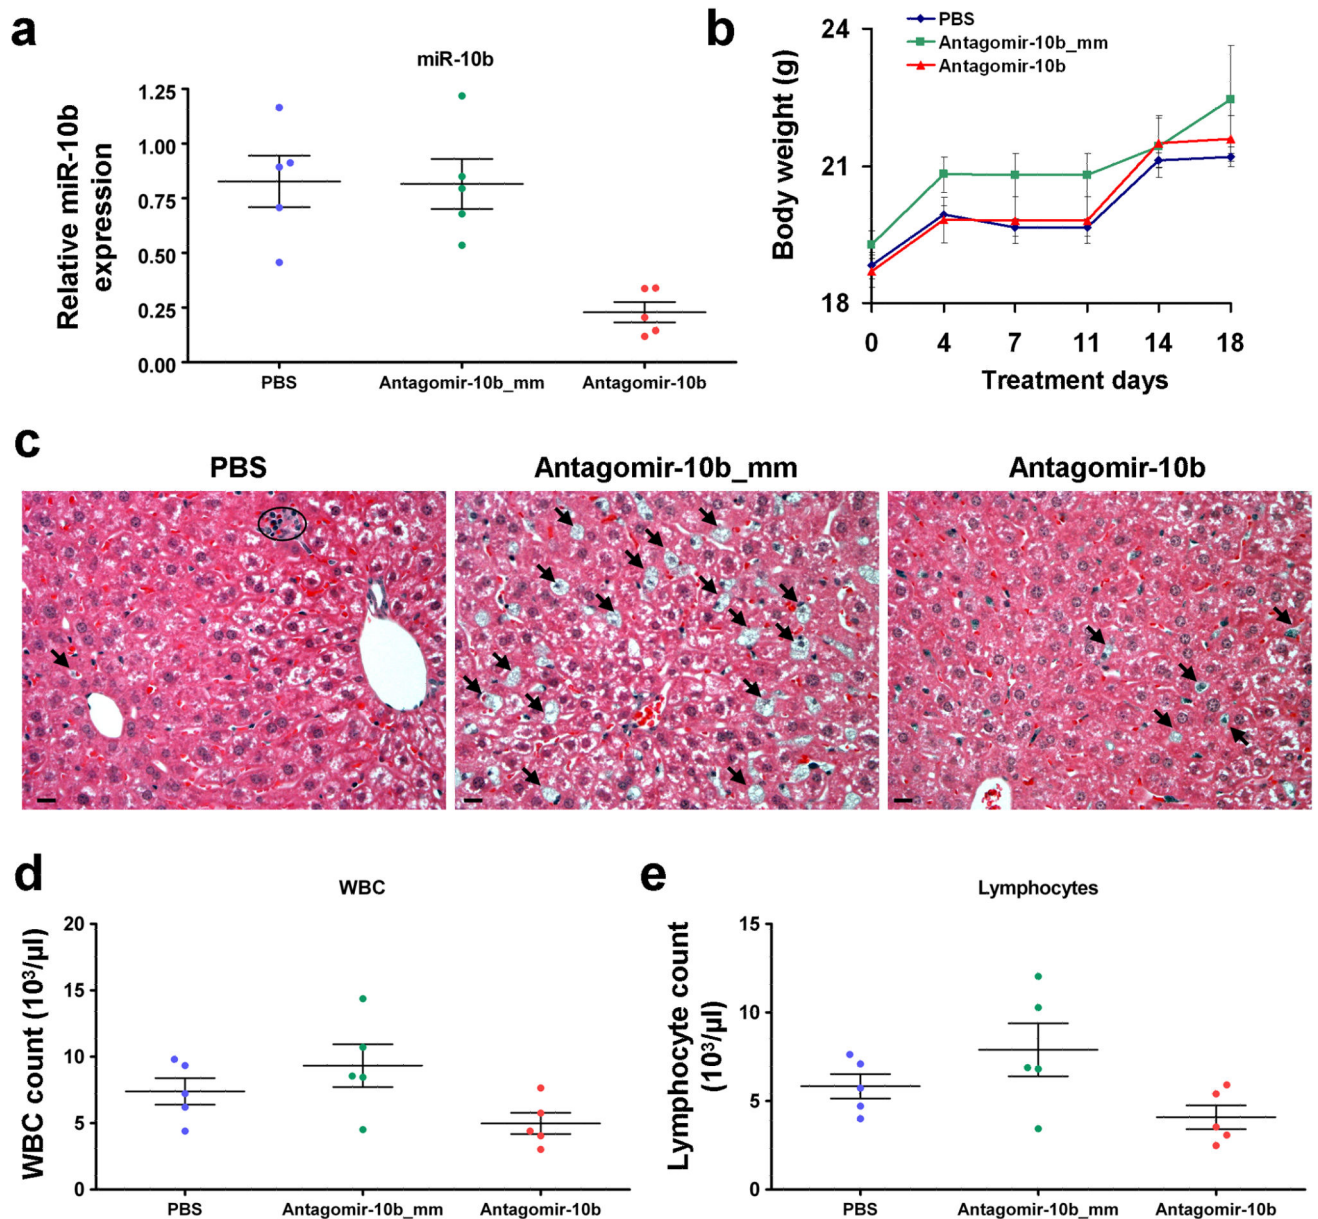 a
miR-10b
Relative miR-10b
expression
1.25
1.00
0.75
0.50
0.25
0.00
PBS
Antagomir-10b_mm
Antagomir-10b
b
PBS
Antagomir-10b_mm
Antagomir-10b
Body weight (g)
24
21
18
0 4 7 11 14 18
Treatment days
c
PBS
Antagomir-10b_mm
Antagomir-10b
d
WBC
WBC count (10³/µl)
20
15
10
5
0
PBS
Antagomir-10b_mm
Antagomir-10b
e
Lymphocytes
Lymphocyte count
(10³/µl)
15
10
5
0
PBS
Antagomir-10b_mm
Antagomir-10b